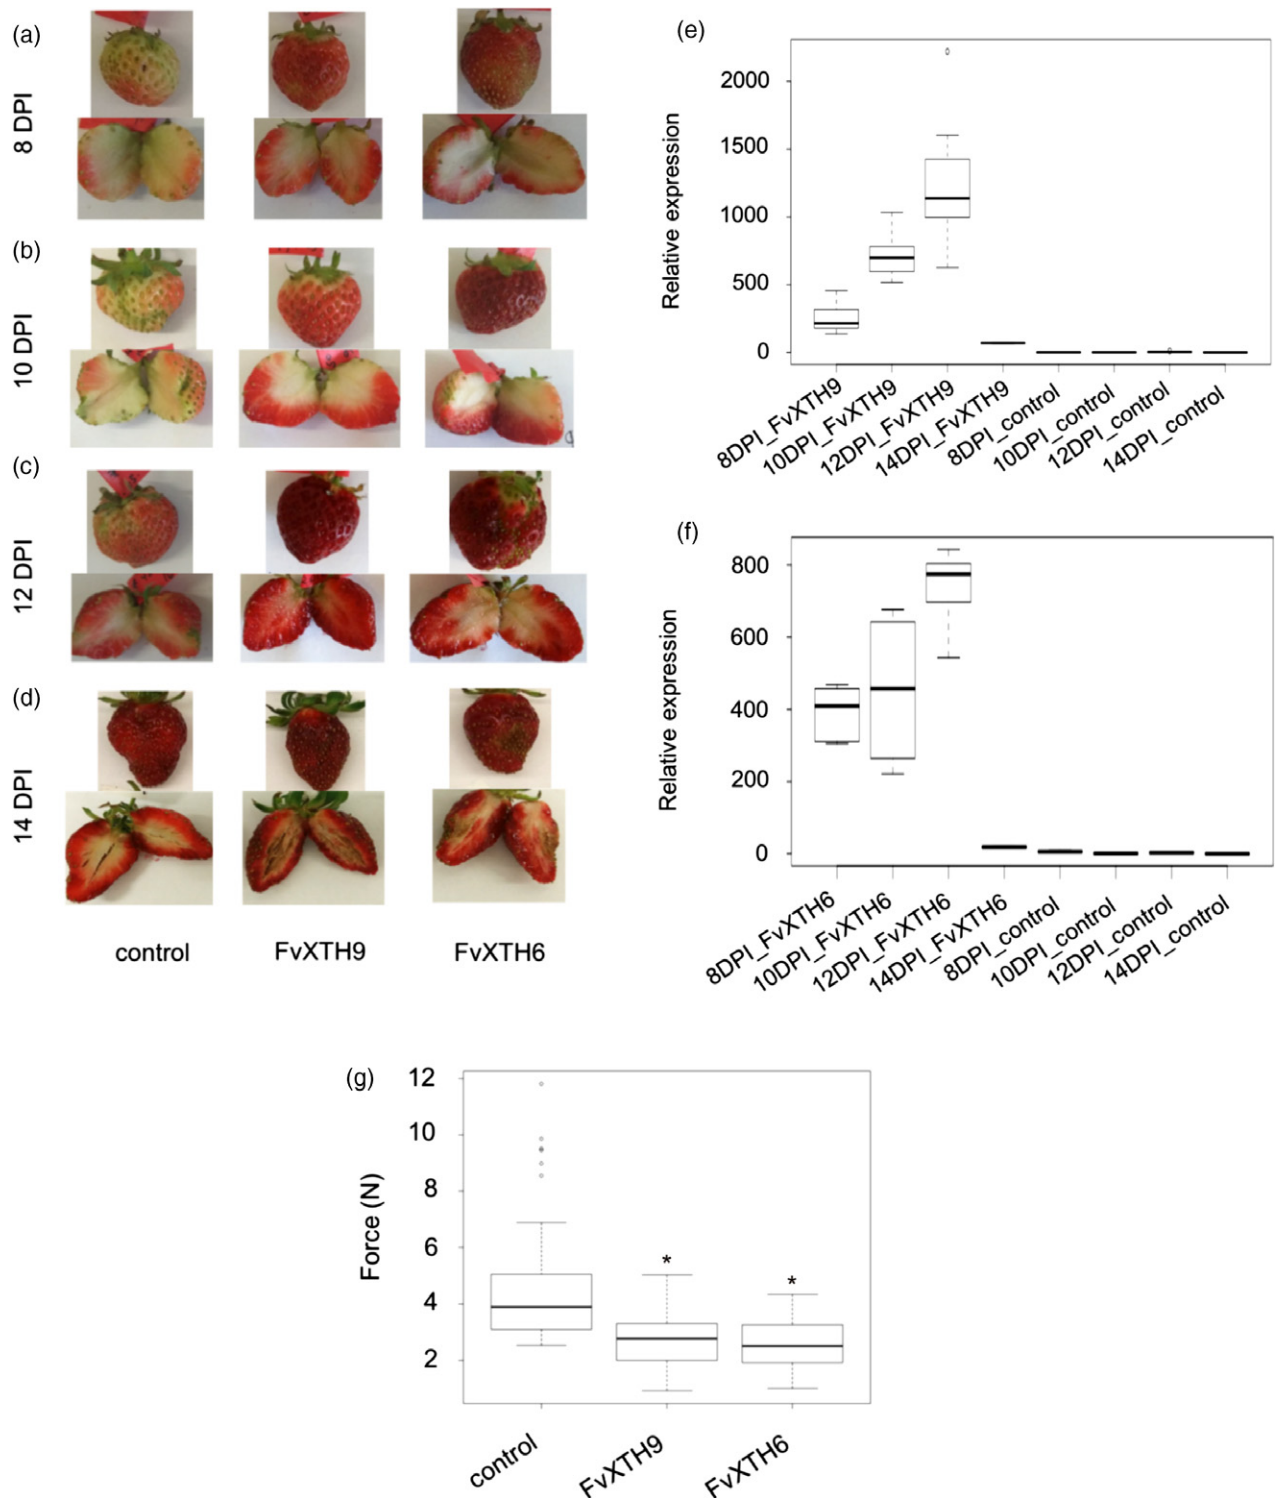 (a)
8 DPI
(b)
10 DPI
(c)
12 DPI
(d)
14 DPI
control FvXTH9 FvXTH6
(e)
Relative expression
2000
1500
1000
500
0
8DPI_FvXTH9
10DPI_FvXTH9
12DPI_FvXTH9
14DPI_FvXTH9
8DPI_control
10DPI_control
12DPI_control
14DPI_control
(f)
Relative expression
800
600
400
200
0
8DPI_FvXTH6
10DPI_FvXTH6
12DPI_FvXTH6
14DPI_FvXTH6
8DPI_control
10DPI_control
12DPI_control
14DPI_control
(g)
Force (N)
12
10
8
6
4
2
*
*
control
FvXTH9
FvXTH6